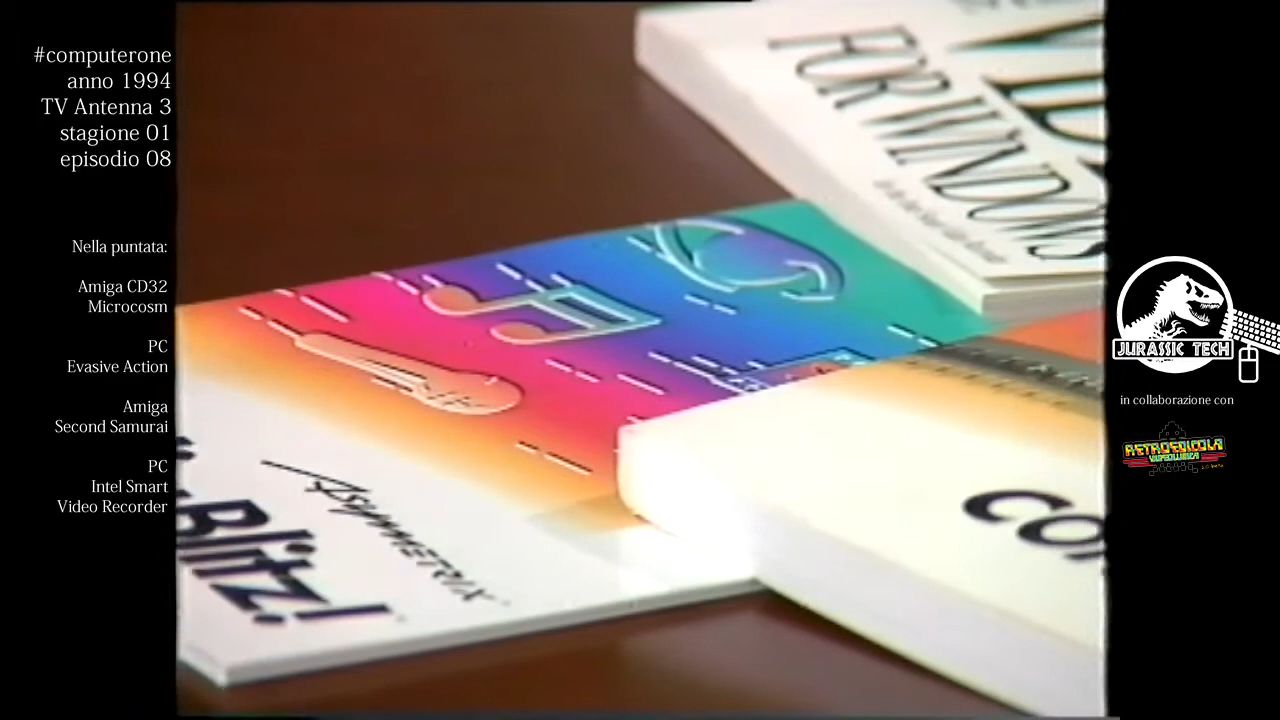 #computerone
anno 1994
TV Antenna 3
stagione 01
episodio 08
Nella puntata:
Amiga CD32
Microcosm
PC
Evasive Action
Amiga
Second Samurai
PC
Intel Smart
Video Recorder
FOR WINDOWS
ASYMETRIX
Blitz!
JURASSIC TECH
in collaborazione con
RETROEDICOLA
VIDEOLUDICA